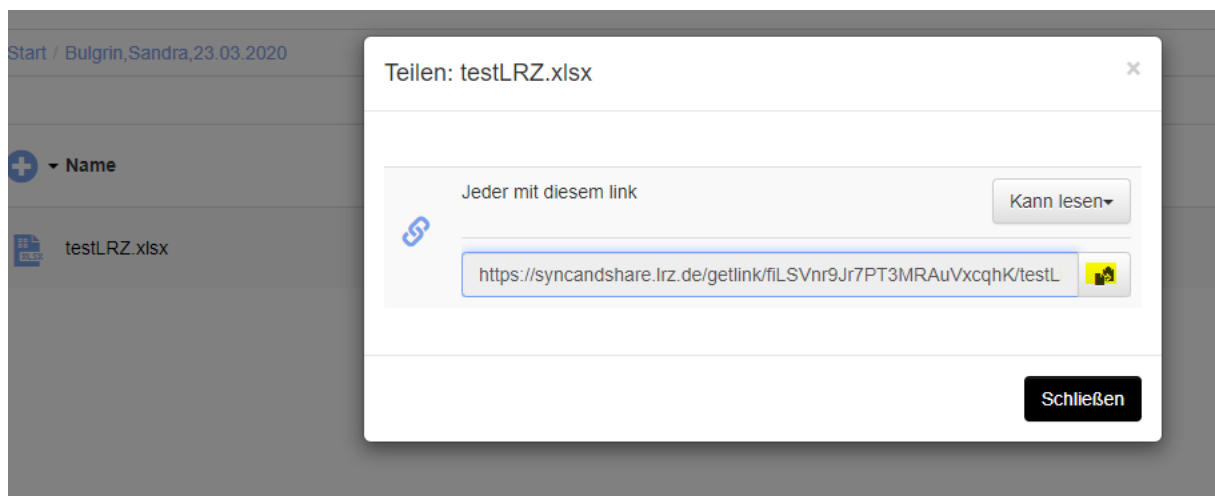 Start / Bulgrin,Sandra,23.03.2020
Teilen: testLRZ.xlsx
×
Name
Jeder mit diesem link
Kann lesen
XLSX
testLRZ.xlsx
https://syncandshare.lrz.de/getlink/fiLSVnr9Jr7PT3MRAuVxcqhK/testL
Schließen